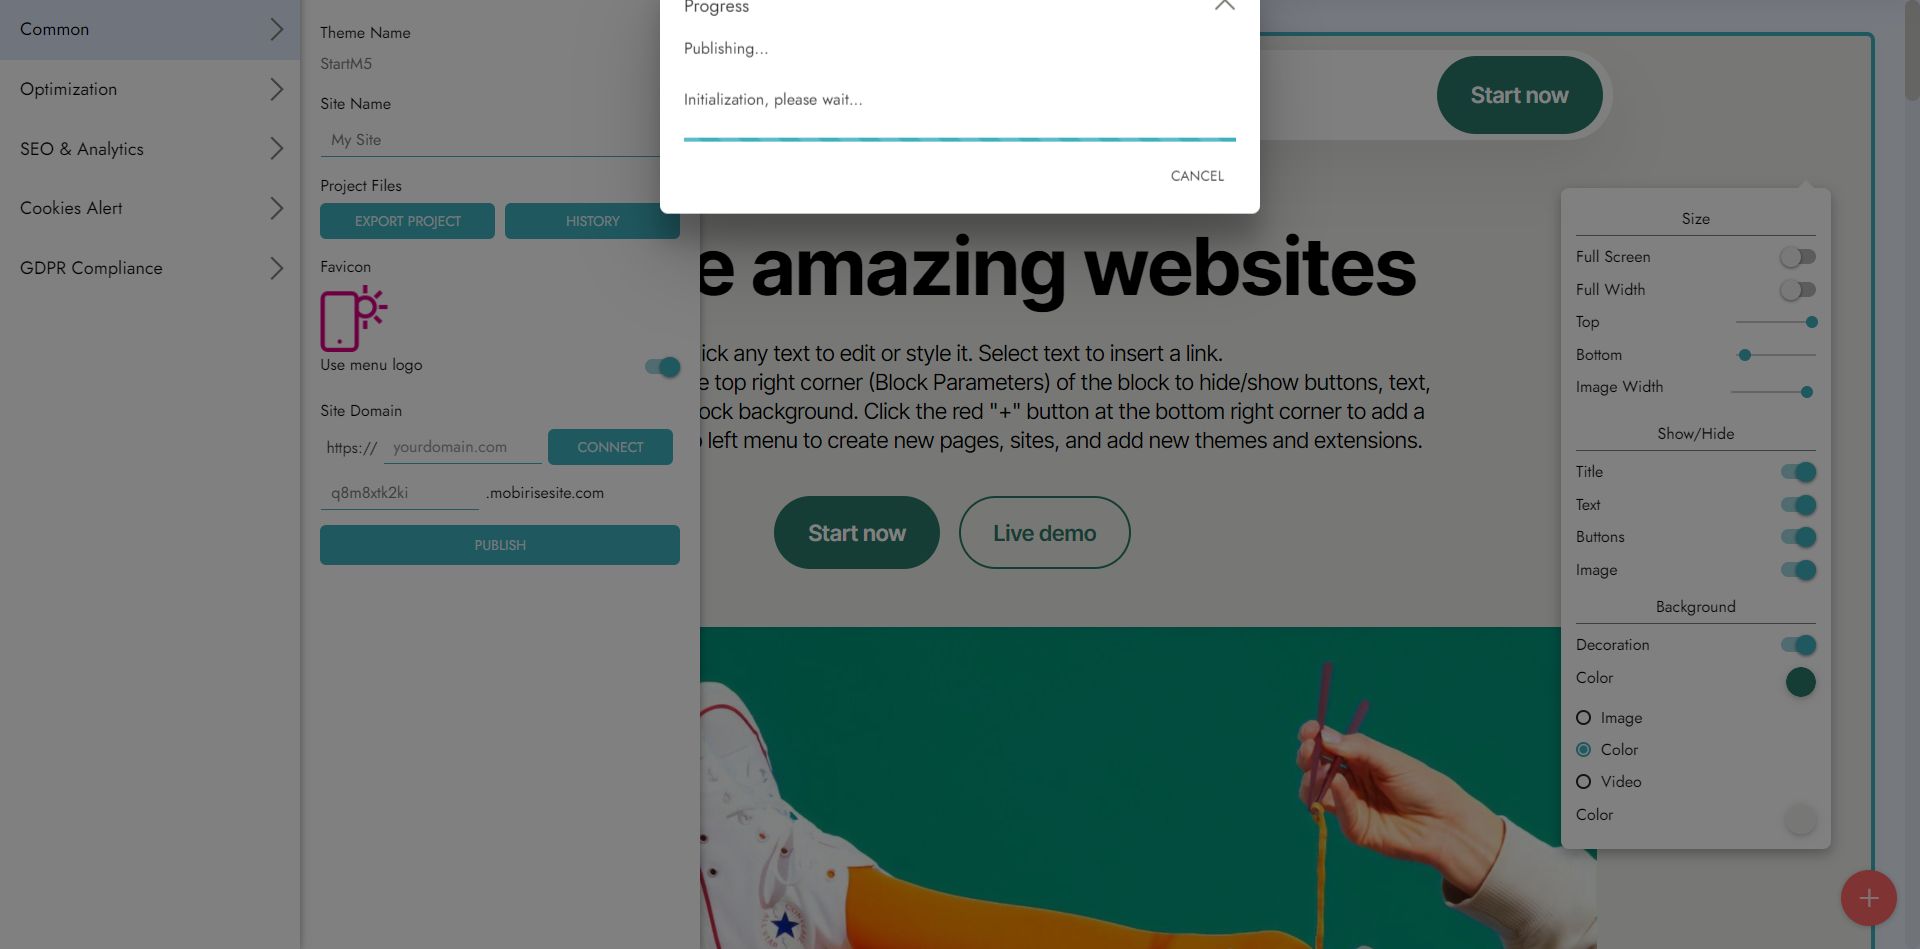 Common
Optimization
SEO & Analytics
Cookies Alert
GDPR Compliance
Theme Name
StartM5
Site Name
My Site
Project Files
EXPORT PROJECT
HISTORY
Favicon
Use menu logo
Site Domain
https://
yourdomain.com
CONNECT
q8m8xtk2ki
.mobirisesite.com
PUBLISH
Progress
Publishing...
Initialization, please wait...
CANCEL
Start now
e amazing websites
ick any text to edit or style it. Select text to insert a link.
e top right corner (Block Parameters) of the block to hide/show buttons, text,
ock background. Click the red "+" button at the bottom right corner to add a
left menu to create new pages, sites, and add new themes and extensions.
Start now
Live demo
Size
Full Screen
Full Width
Top
Bottom
Image Width
Show/Hide
Title
Text
Buttons
Image
Background
Decoration
Color
Image
Color
Video
Color